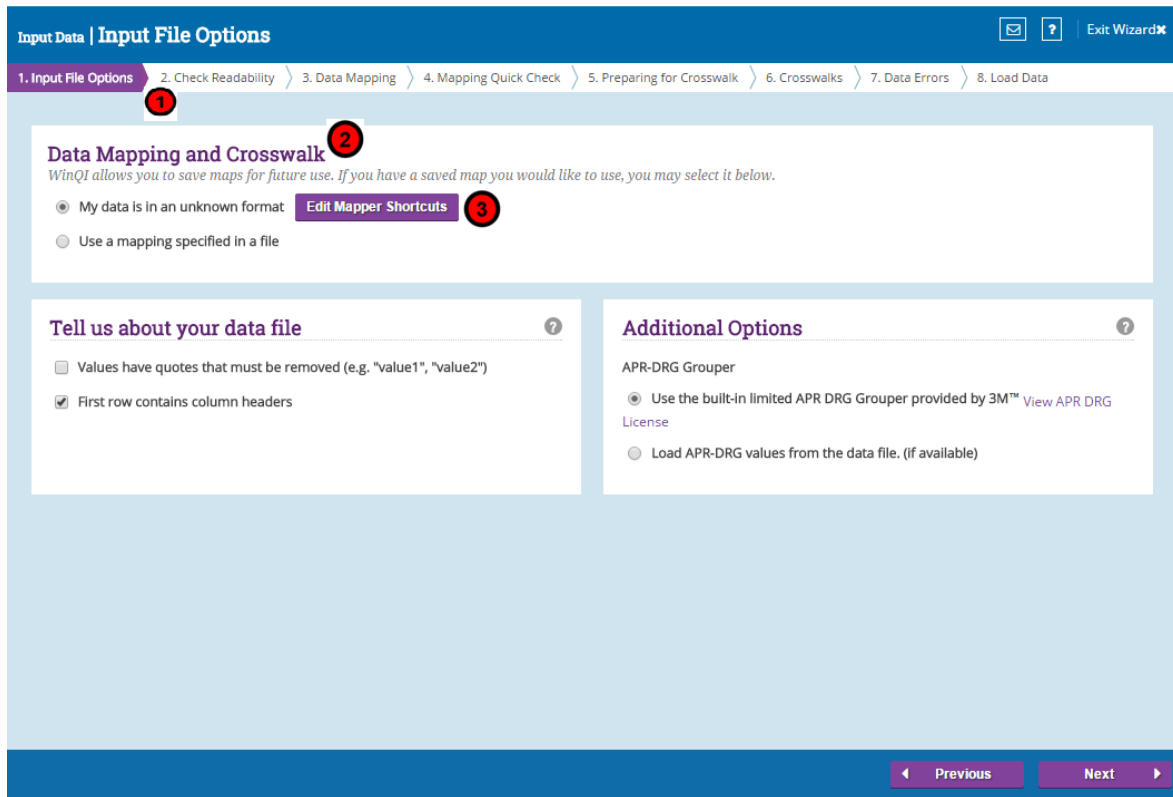 Input Data | Input File Options
? Exit Wizard✖
1. Input File Options 2. Check Readability 3. Data Mapping 4. Mapping Quick Check 5. Preparing for Crosswalk 6. Crosswalks 7. Data Errors 8. Load Data
1
2
Data Mapping and Crosswalk
WinQI allows you to save maps for future use. If you have a saved map you would like to use, you may select it below.
My data is in an unknown format Edit Mapper Shortcuts 3
Use a mapping specified in a file
Tell us about your data file ?
Values have quotes that must be removed (e.g. "value1", "value2")
First row contains column headers
Additional Options ?
APR-DRG Grouper
Use the built-in limited APR DRG Grouper provided by 3M™ View APR DRG
License
Load APR-DRG values from the data file. (if available)
Previous Next